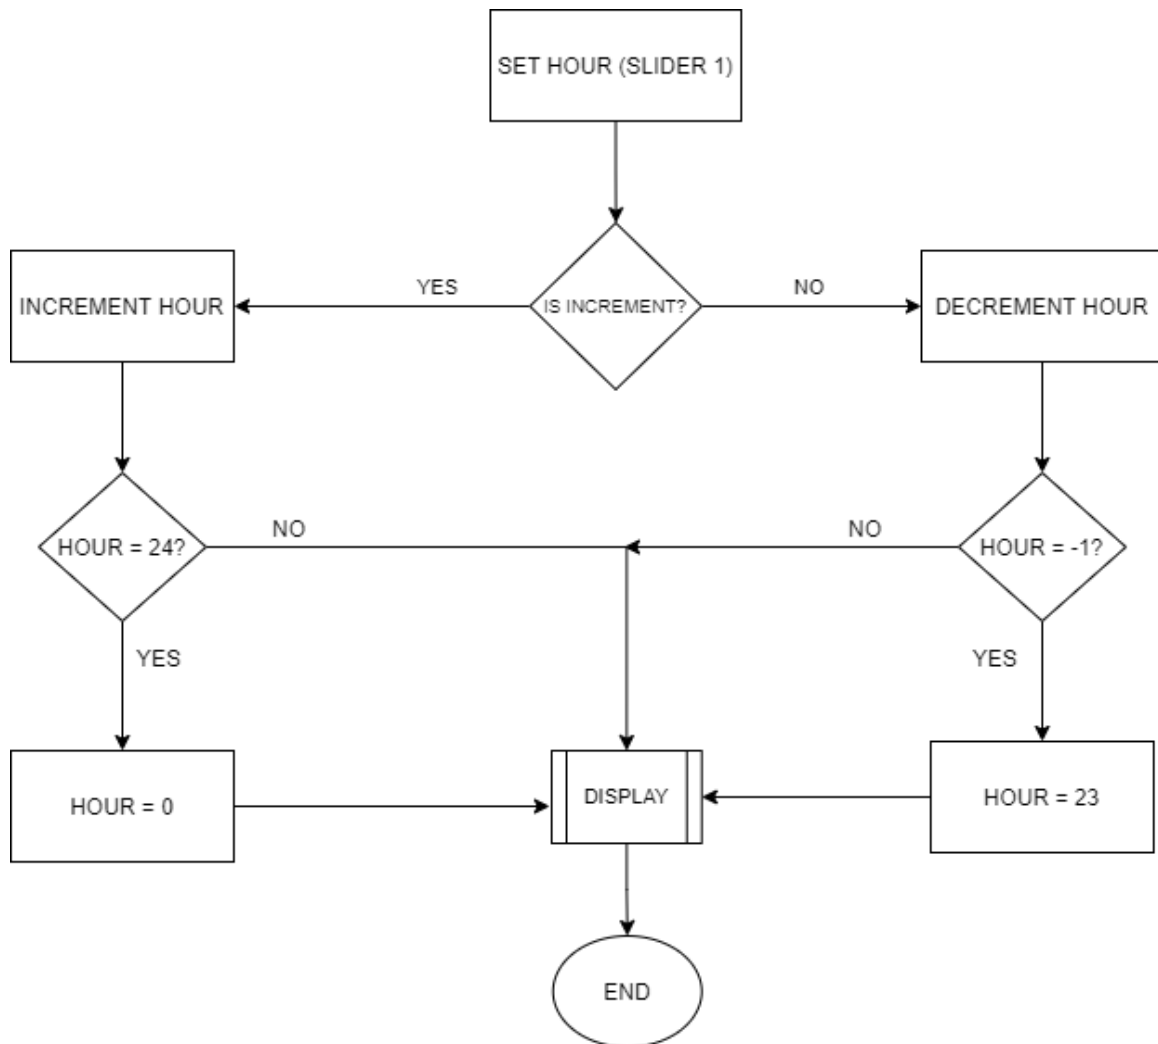 SET HOUR (SLIDER 1)
IS INCREMENT?
YES
NO
INCREMENT HOUR
DECREMENT HOUR
HOUR = 24?
NO
NO
HOUR = -1?
YES
YES
HOUR = 0
DISPLAY
HOUR = 23
END